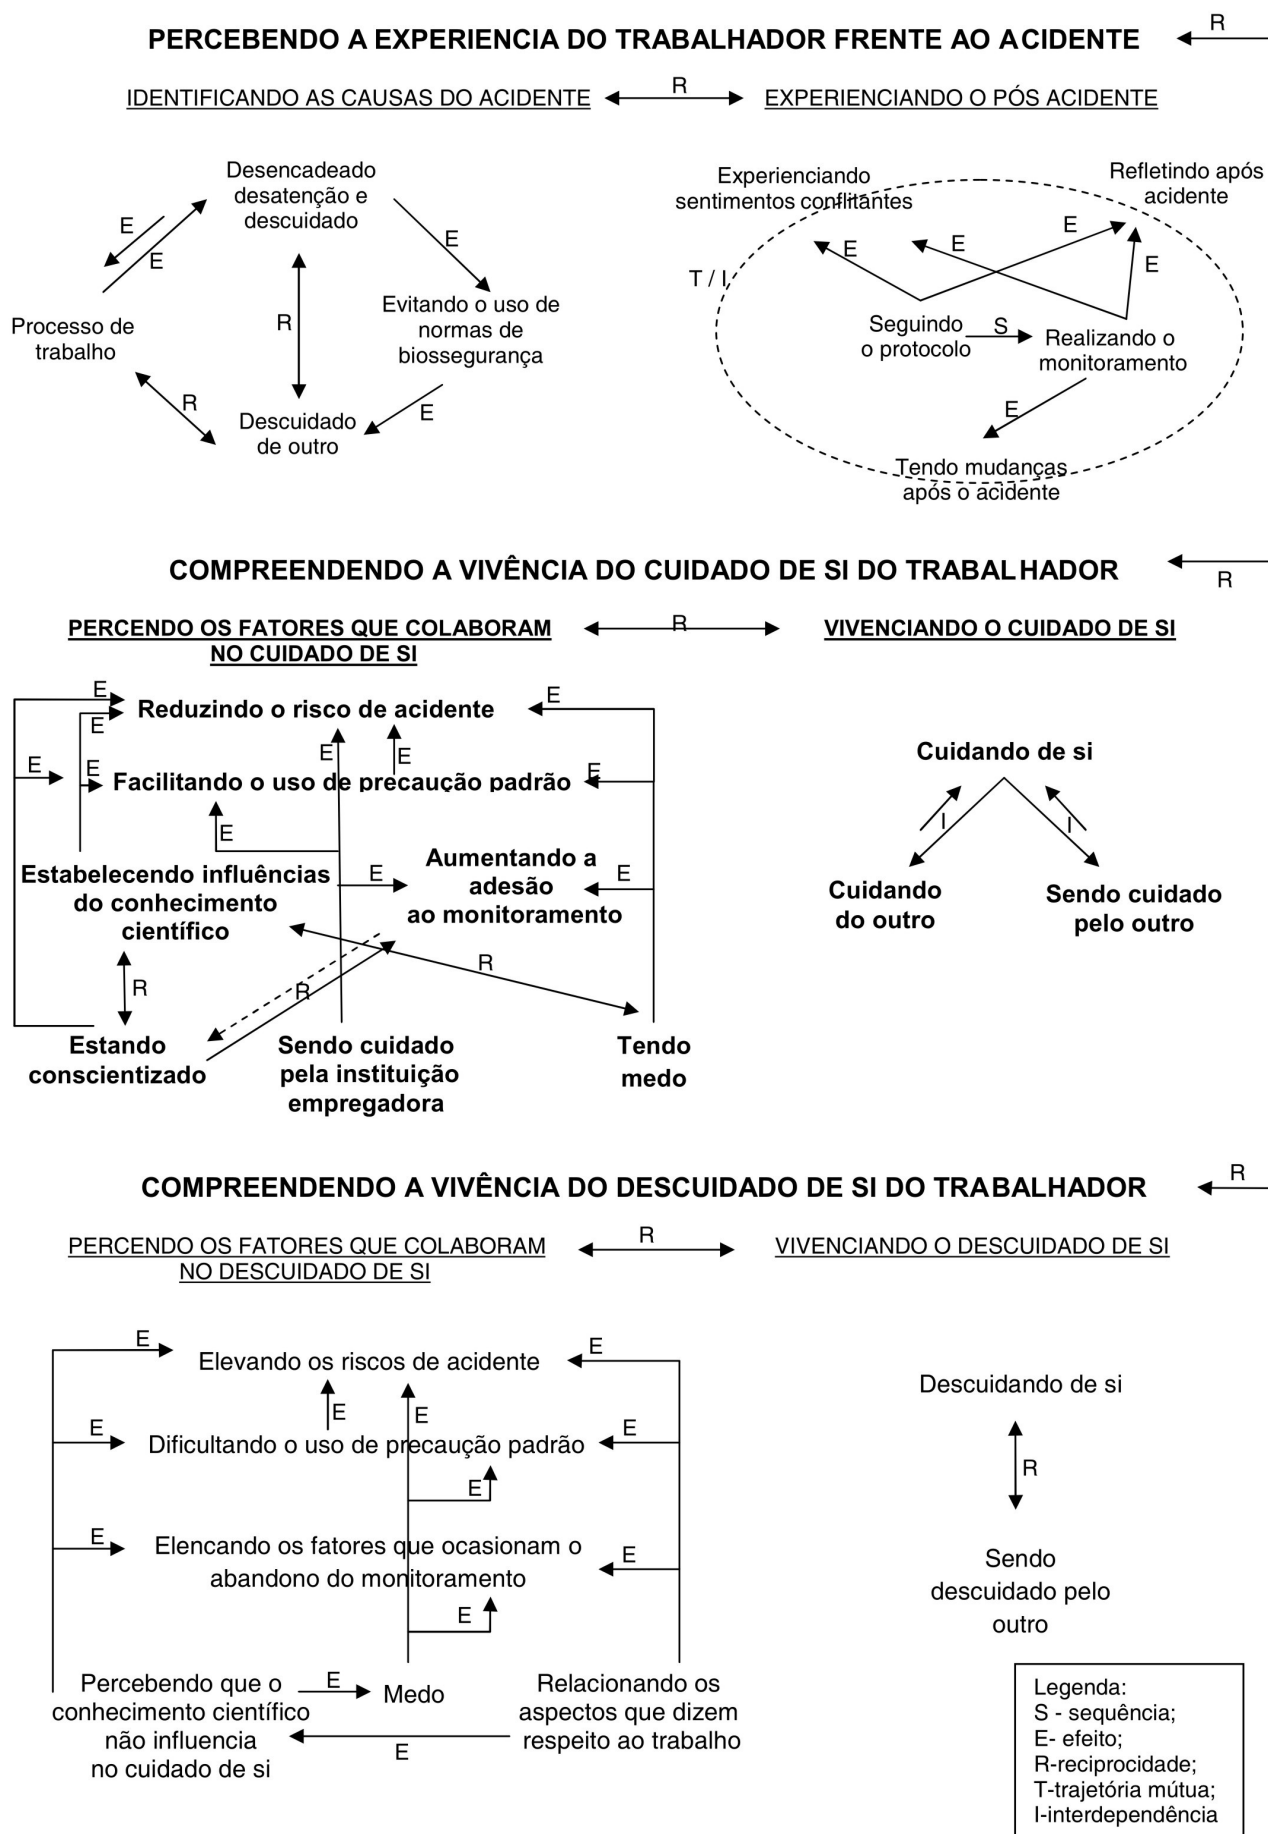 R
PERCEBENDO A EXPERIENCIA DO TRABALHADOR FRENTE AO ACIDENTE
IDENTIFICANDO AS CAUSAS DO ACIDENTE
R
EXPERIENCIANDO O PÓS ACIDENTE
Desencadeado
desatenção e
descuidado
E
E
E
Processo de
trabalho
R
Evitando o uso de
normas de
biossegurança
R
E
Descuidado
de outro
Experienciando
sentimentos conflitantes
Refletindo após
acidente
E
E
E
E
T / I
Seguindo
o protocolo
S
Realizando o
monitoramento
E
Tendo mudanças
após o acidente
COMPREENDENDO A VIVÊNCIA DO CUIDADO DE SI DO TRABALHADOR
R
PERCENDO OS FATORES QUE COLABORAM
NO CUIDADO DE SI
R
VIVENCIANDO O CUIDADO DE SI
E
E
Reduzindo o risco de acidente
E
E
E
E
E
Facilitando o uso de precaução padrão
E
E
Estabelecendo influências
do conhecimento
científico
E
Aumentando a
adesão
ao monitoramento
E
R
R
R
Estando
conscientizado
Sendo cuidado
pela instituição
empregadora
Tendo
medo
Cuidando de si
I
I
Cuidando
do outro
Sendo cuidado
pelo outro
COMPREENDENDO A VIVÊNCIA DO DESCUIDADO DE SI DO TRABALHADOR
R
PERCENDO OS FATORES QUE COLABORAM
NO DESCUIDADO DE SI
R
VIVENCIANDO O DESCUIDADO DE SI
E
Elevando os riscos de acidente
E
E
E
E
Dificultando o uso de precaução padrão
E
E
E
Elencando os fatores que ocasionam o
abandono do monitoramento
E
E
Percebendo que o
conhecimento científico
não influencia
no cuidado de si
E
Medo
E
Relacionando os
aspectos que dizem
respeito ao trabalho
Descuidando de si
R
Sendo
descuidado pelo
outro
Legenda:
S - sequência;
E- efeito;
R-reciprocidade;
T-trajetória mútua;
I-interdependência